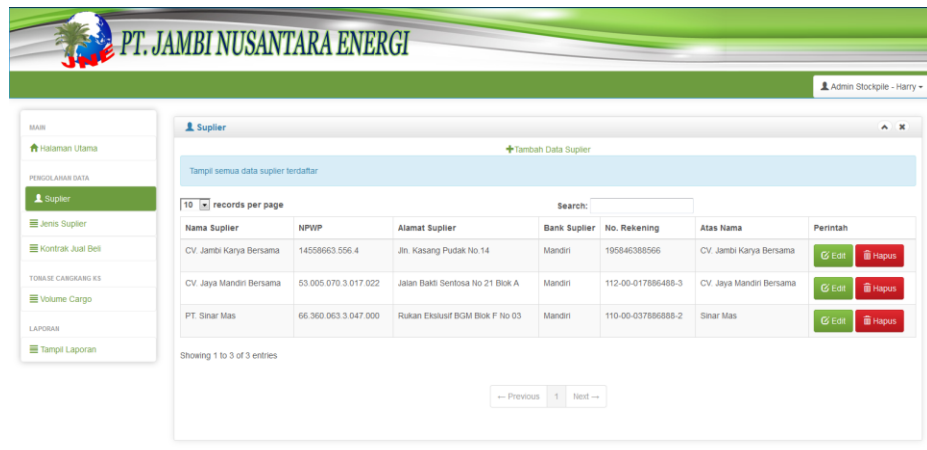 JNE PT. JAMBI NUSANTARA ENERGI
Admin Stockpile - Harry
MAIN
Halaman Utama
PENGOLAHAN DATA
Suplier
Jenis Suplier
Kontrak Jual Beli
TONASE CANGKANG KS
Volume Cargo
LAPORAN
Tampil Laporan
Suplier
Tambah Data Suplier
Tampil semua data suplier terdaftar
10 records per page Search:
Nama Suplier NPWP Alamat Suplier Bank Suplier No. Rekening Atas Nama Perintah
CV. Jambi Karya Bersama 14558663.556.4 Jln. Kasang Pudak No.14 Mandiri 195846388566 CV. Jambi Karya Bersama Edit Hapus
CV. Jaya Mandiri Bersama 53.005.070.3.017 022 Jalan Bakti Sentosa No 21 Blok A Mandiri 112-00-017886488-3 CV. Jaya Mandiri Bersama Edit Hapus
PT. Sinar Mas 66.360.063.3.047.000 Rukan Ekslusif BGM Blok F No 03 Mandiri 110-00-037886888-2 Sinar Mas Edit Hapus
Showing 1 to 3 of 3 entries
← Previous 1 Next →